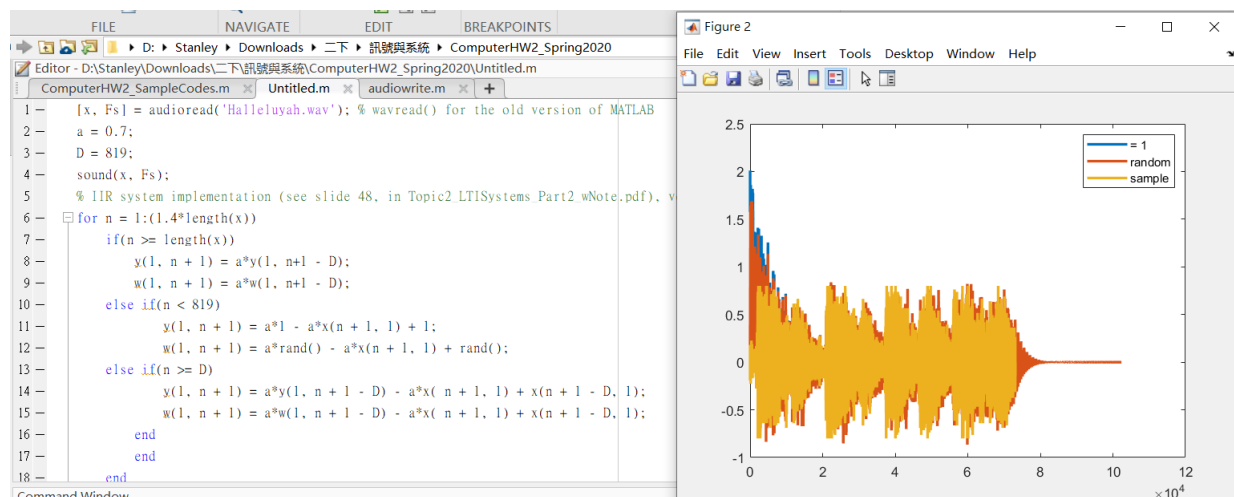 FILE NAVIGATE EDIT BREAKPOINTS
D: ▸ Stanley ▸ Downloads ▸ 二下 ▸ 訊號與系統 ▸ ComputerHW2_Spring2020
Editor - D:\Stanley\Downloads\二下\訊號與系統\ComputerHW2_Spring2020\Untitled.m
ComputerHW2_SampleCodes.m Untitled.m audiowrite.m +
1 [x, Fs] = audioread('Halleluyah.wav'); % wavread() for the old version of MATLAB
2 a = 0.7;
3 D = 819;
4 sound(x, Fs);
5 % IIR system implementation (see slide 48, in Topic2_LTISystems_Part2_wNote.pdf), v
6 for n = 1:(1.4*length(x))
7 if(n >= length(x))
8 y(1, n + 1) = a*y(1, n+1 - D);
9 w(1, n + 1) = a*w(1, n+1 - D);
10 else if(n < 819)
11 y(1, n + 1) = a*1 - a*x(n + 1, 1) + 1;
12 w(1, n + 1) = a*rand() - a*x(n + 1, 1) + rand();
13 else if(n >= D)
14 y(1, n + 1) = a*y(1, n + 1 - D) - a*x( n + 1, 1) + x(n + 1 - D, 1);
15 w(1, n + 1) = a*w(1, n + 1 - D) - a*x( n + 1, 1) + x(n + 1 - D, 1);
16 end
17 end
18 end
Command Window
Figure 2
File Edit View Insert Tools Desktop Window Help
2.5
2
1.5
1
0.5
0
-0.5
-1
= 1
random
sample
0 2 4 6 8 10 12
×10⁴